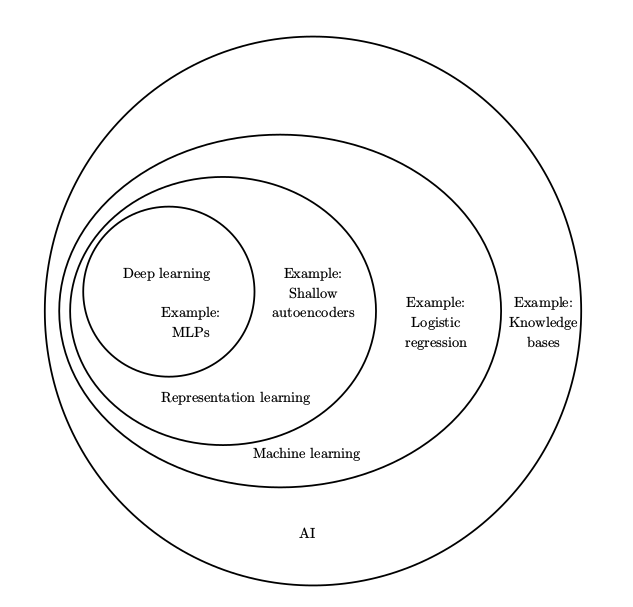 Deep learning
Example:
MLPs
Example:
Shallow
autoencoders
Example:
Logistic
regression
Example:
Knowledge
bases
Representation learning
Machine learning
AI